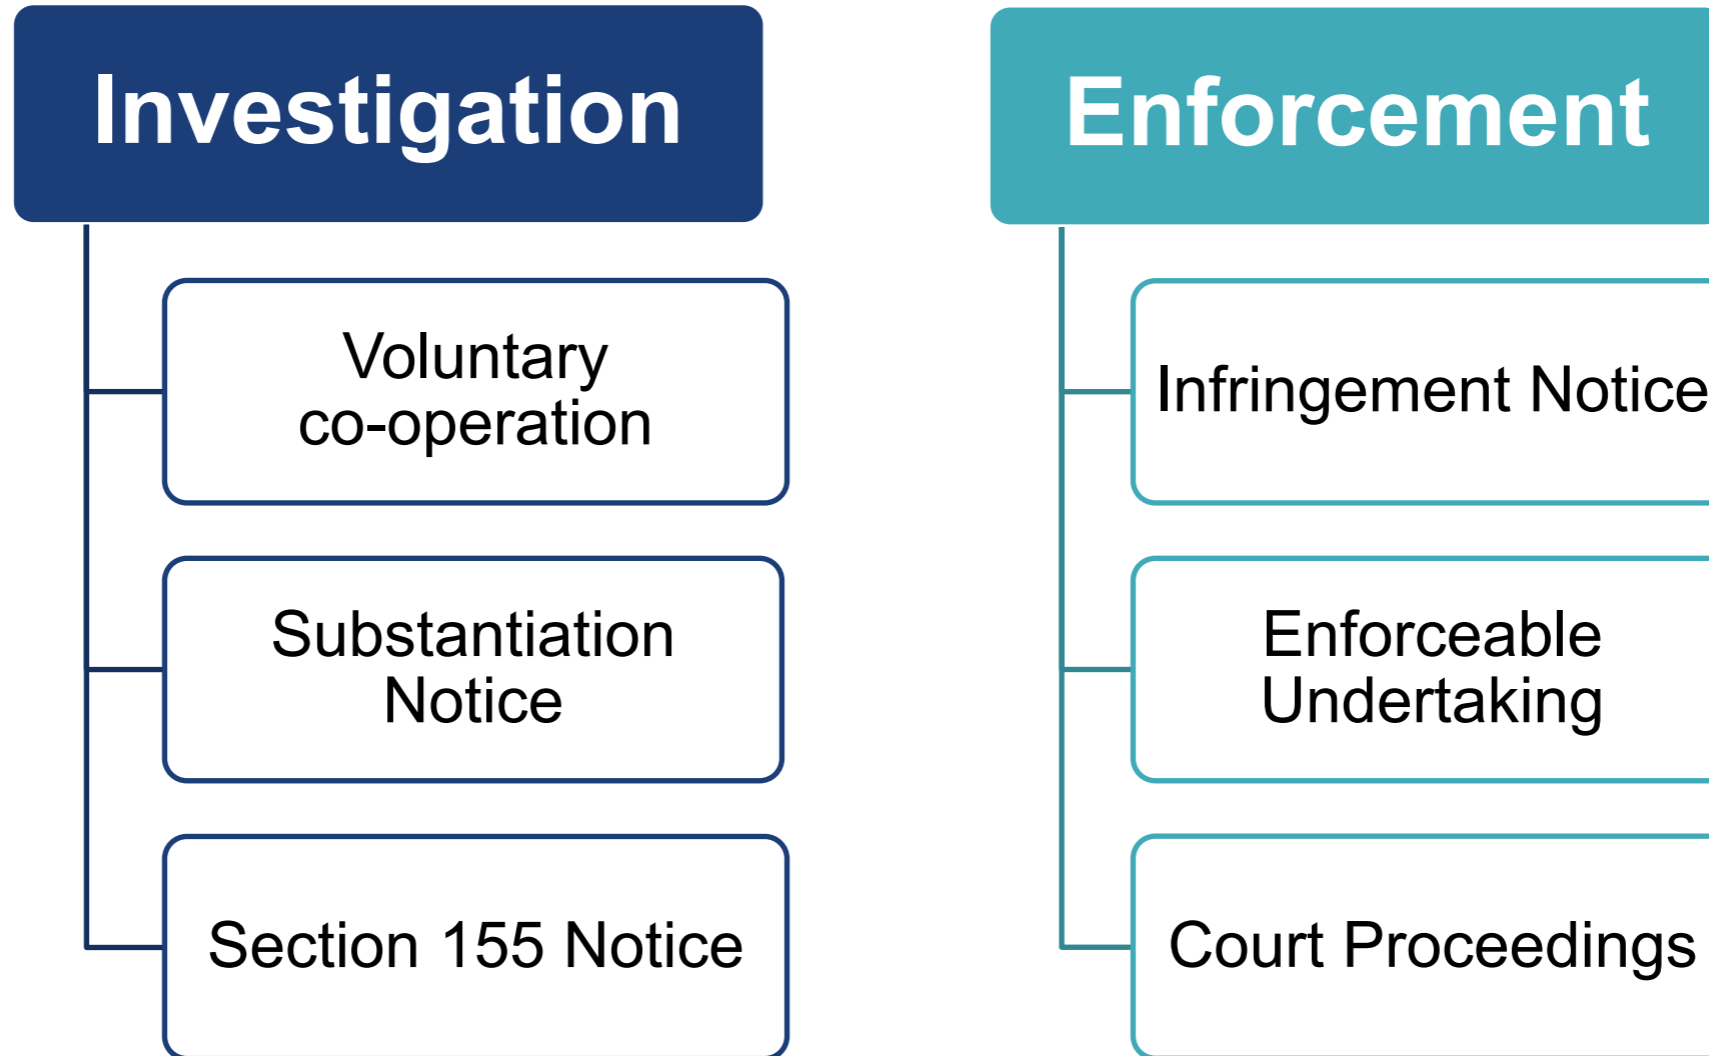 Investigation
Voluntary
co-operation
Substantiation
Notice
Section 155 Notice
Enforcement
Infringement Notice
Enforceable
Undertaking
Court Proceedings